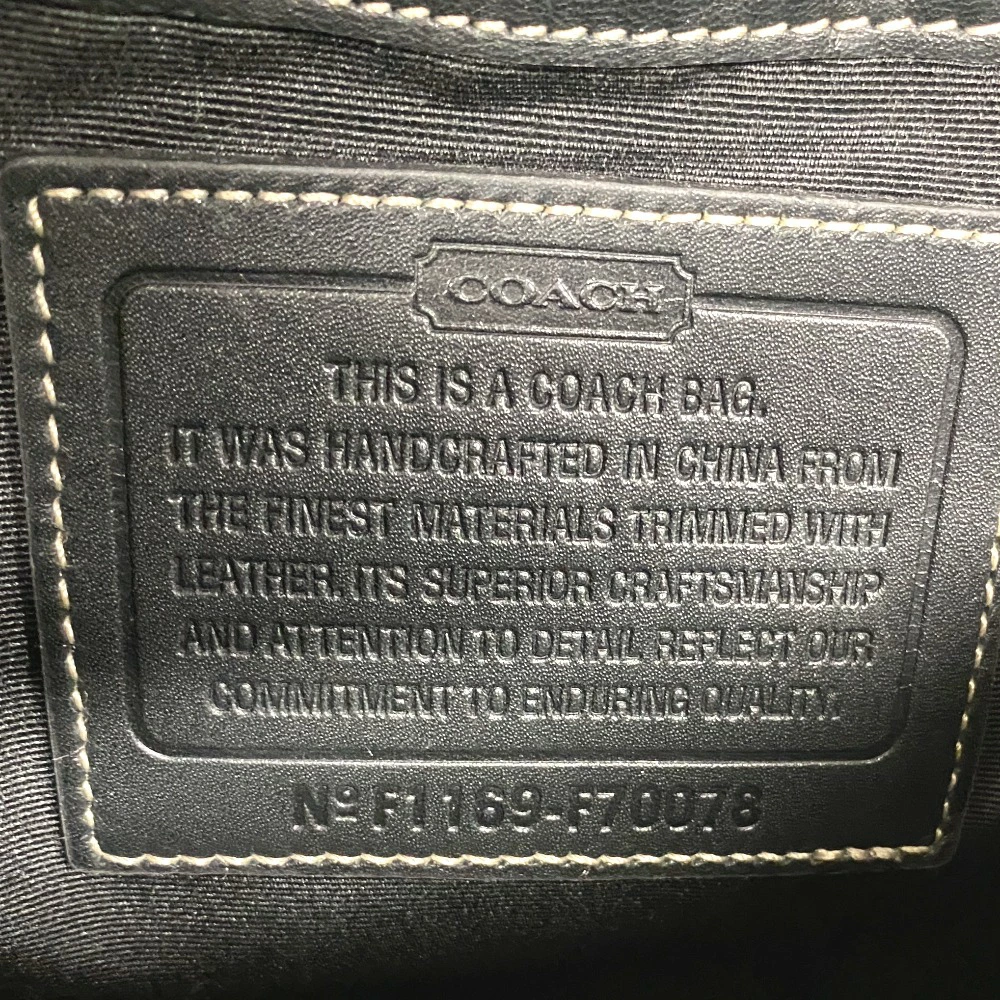 COACH
THIS IS A COACH BAG.
IT WAS HANDCRAFTED IN CHINA FROM
THE FINEST MATERIALS TRIMMED WITH
LEATHER. ITS SUPERIOR CRAFTSMANSHIP
AND ATTENTION TO DETAIL REFLECT OUR
COMMITMENT TO ENDURING QUALITY.
Nº F1169-F70078